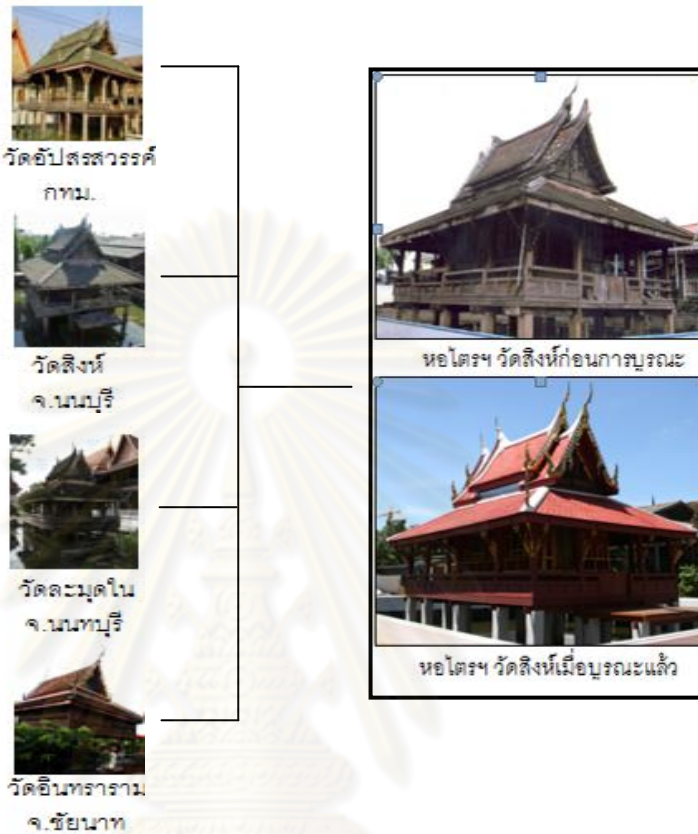 วัดอัปสรสวรรค์
กทม.
วัดสิงห์
จ.นนบุรี
วัดละมุดใน
จ.นนทบุรี
วัดอินทราราม
จ.ชัยนาท
หอไตรฯ วัดสิงห์ก่อนการบูรณะ
หอไตรฯ วัดสิงห์เมื่อบูรณะแล้ว